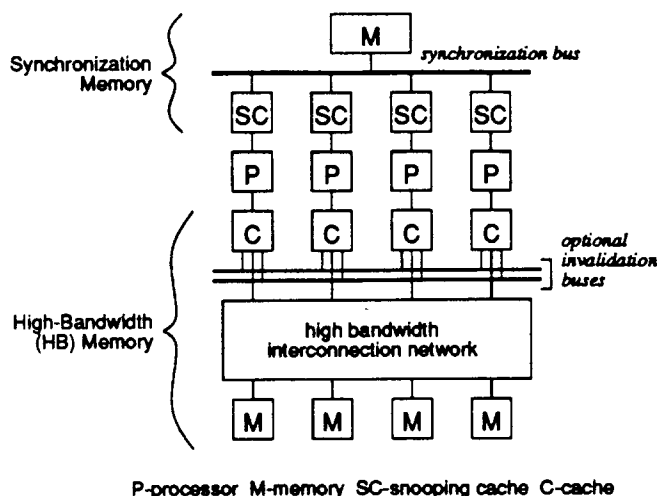 M
synchronization bus
Synchronization
Memory
SC SC SC SC
P P P P
C C C C
optional
invalidation
buses
High-Bandwidth
(HB) Memory
high bandwidth
interconnection network
M M M M
P-processor M-memory SC-snooping cache C-cache